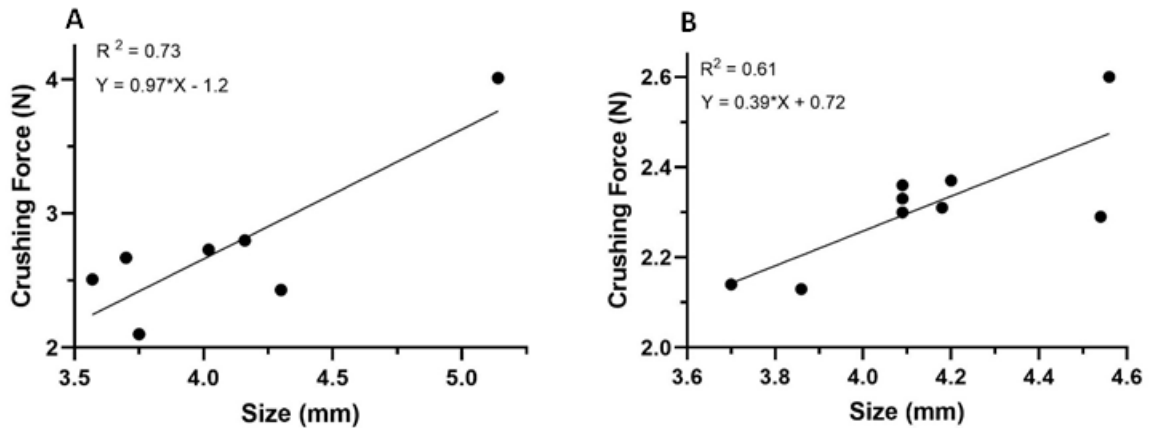 A
R ² = 0.73
Y = 0.97*X - 1.2
Crushing Force (N)
4
3
2
3.5 4.0 4.5 5.0
Size (mm)
B
R² = 0.61
Y = 0.39*X + 0.72
Crushing Force (N)
2.6
2.4
2.2
2.0
3.6 3.8 4.0 4.2 4.4 4.6
Size (mm)